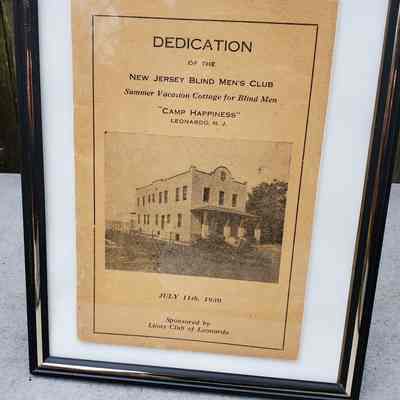 DEDICATION
OF THE
NEW JERSEY BLIND MEN'S CLUB
Summer Vacation Cottage for Blind Men
"CAMP HAPPINESS"
LEONARDO, N. J.
JULY 11th, 1939
Sponsored by
Lions Club of Leonardo